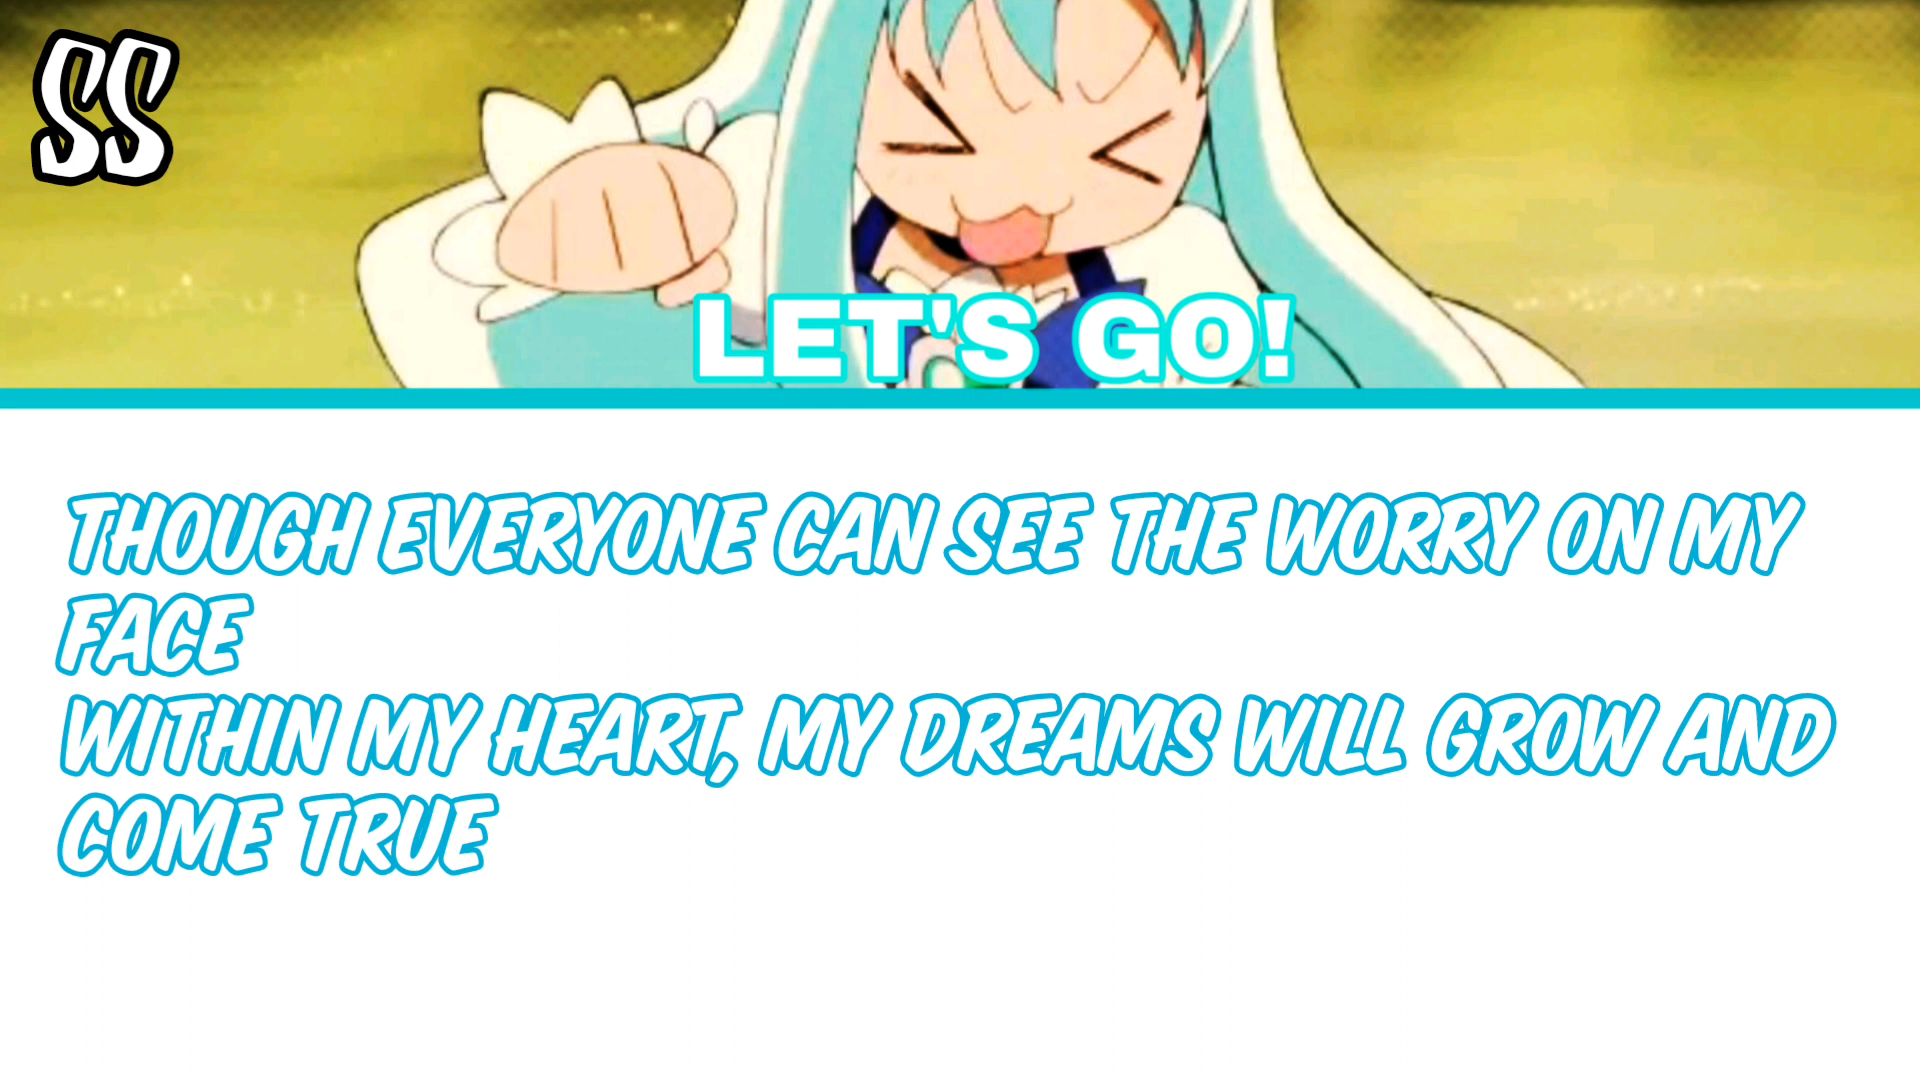 SS
LET'S GO!
THOUGH EVERYONE CAN SEE THE WORRY ON MY
FACE
WITHIN MY HEART, MY DREAMS WILL GROW AND
COME TRUE